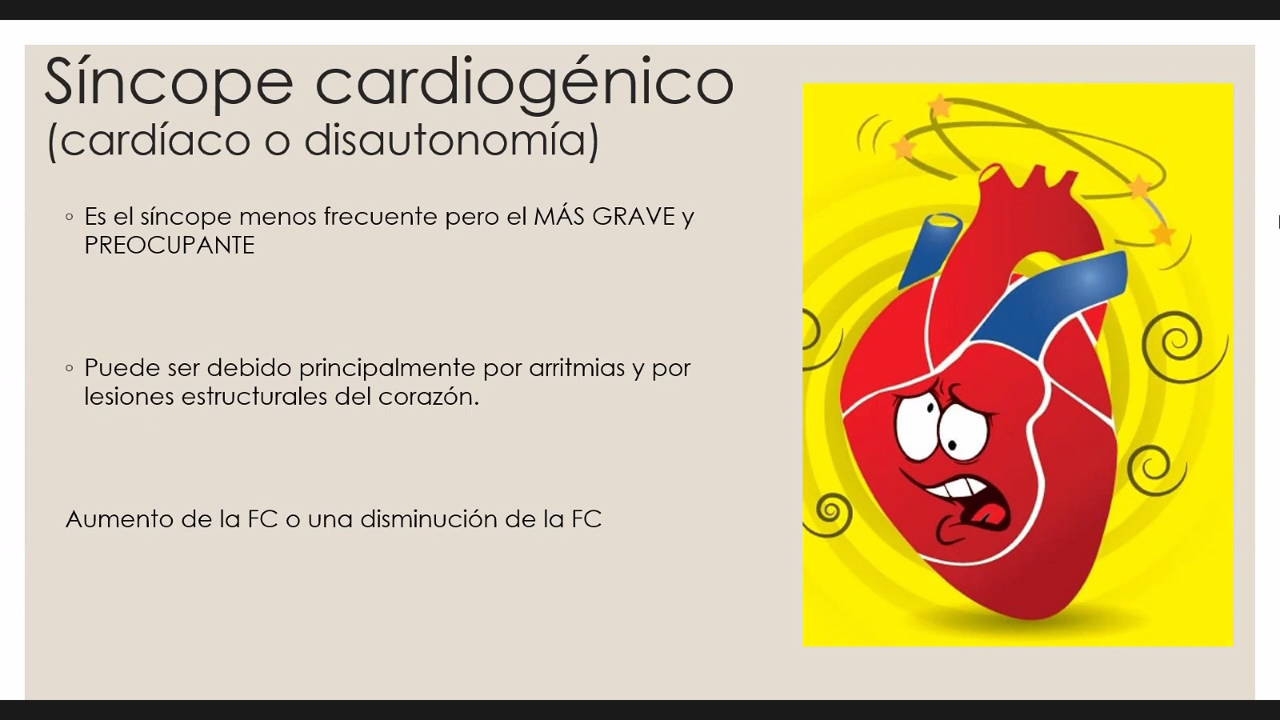 Síncope cardiogénico
(cardíaco o disautonomía)
◦ Es el síncope menos frecuente pero el MÁS GRAVE y
PREOCUPANTE
◦ Puede ser debido principalmente por arritmias y por
lesiones estructurales del corazón.
Aumento de la FC o una disminución de la FC